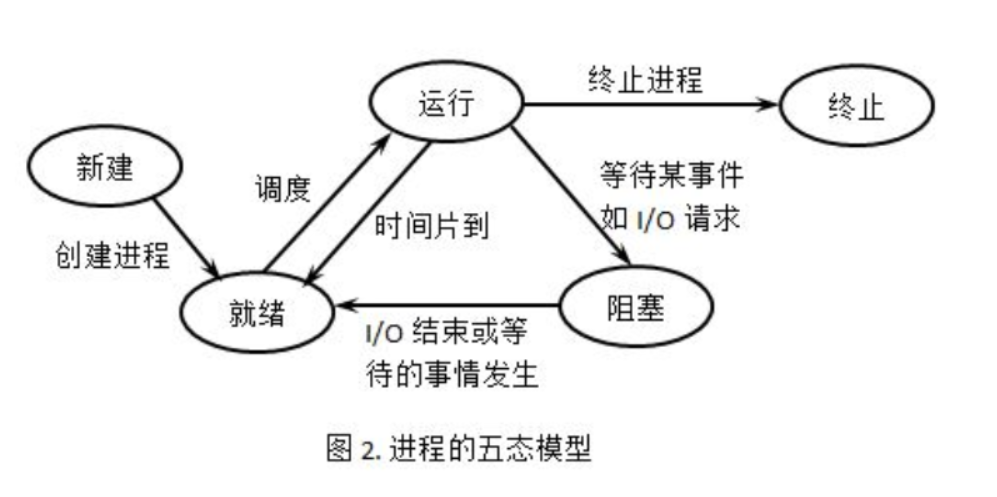 终止进程
运行
终止
新建
等待某事件
如 I/O 请求
调度
时间片到
创建进程
就绪
阻塞
I/O 结束或等
待的事情发生
图 2. 进程的五态模型